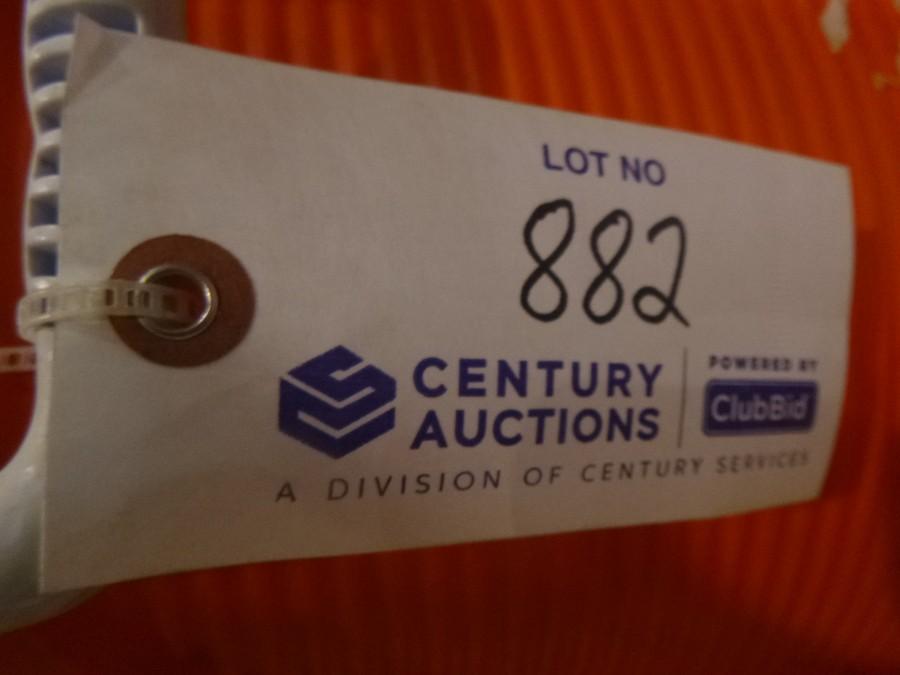 LOT NO
882
CENTURY
AUCTIONS
POWERED BY
ClubBid
A DIVISION OF CENTURY SERVICES